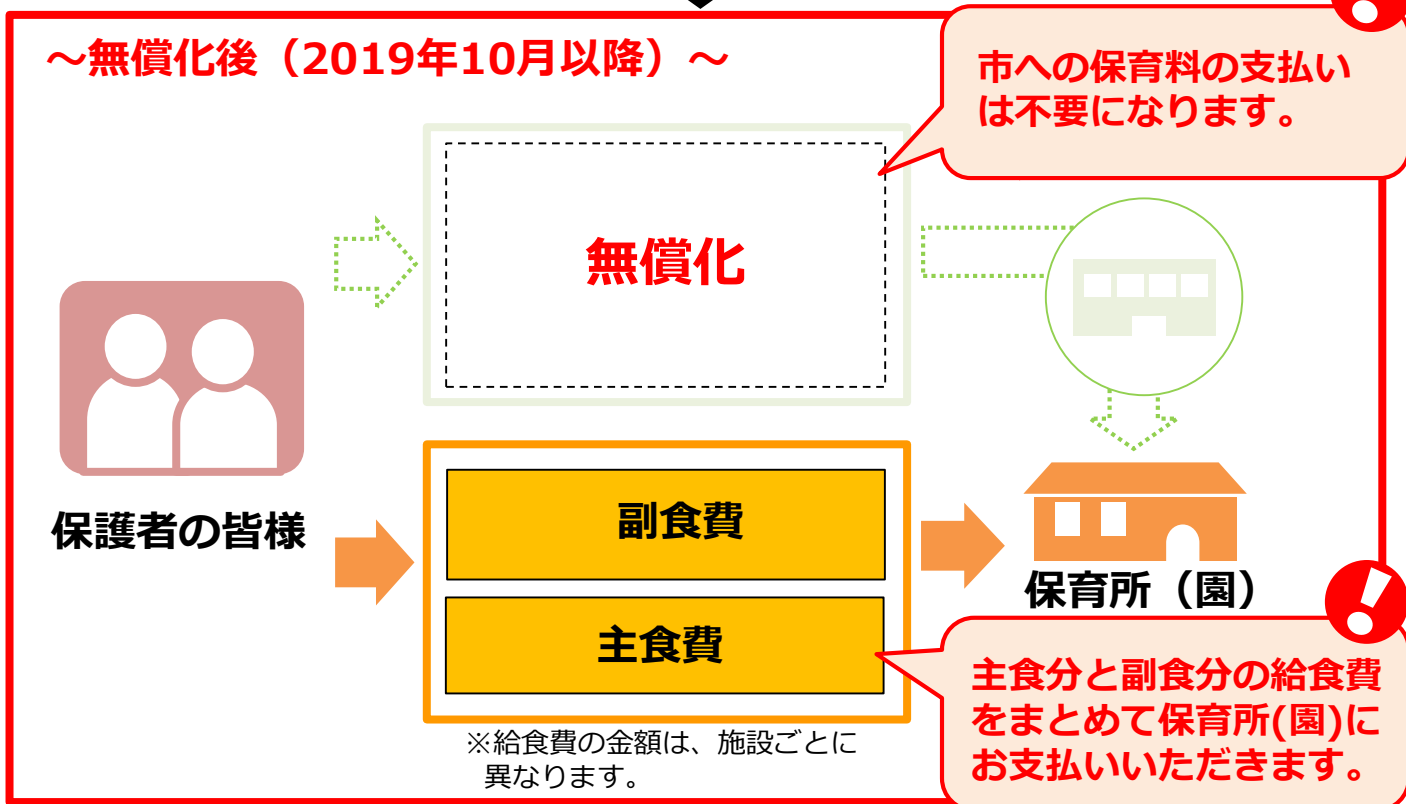 ～無償化後（2019年10月以降）～
市への保育料の支払い
は不要になります。
無償化
保護者の皆様
副食費
主食費
保育所（園）
主食分と副食分の給食費
をまとめて保育所(園)に
お支払いいただきます。
※給食費の金額は、施設ごとに
異なります。